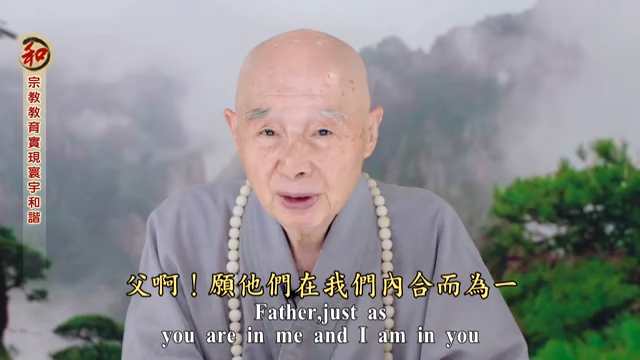 和
宗教教育實現寰宇和諧
父啊！願他們在我們內合而為一
Father,just as
you are in me and I am in you